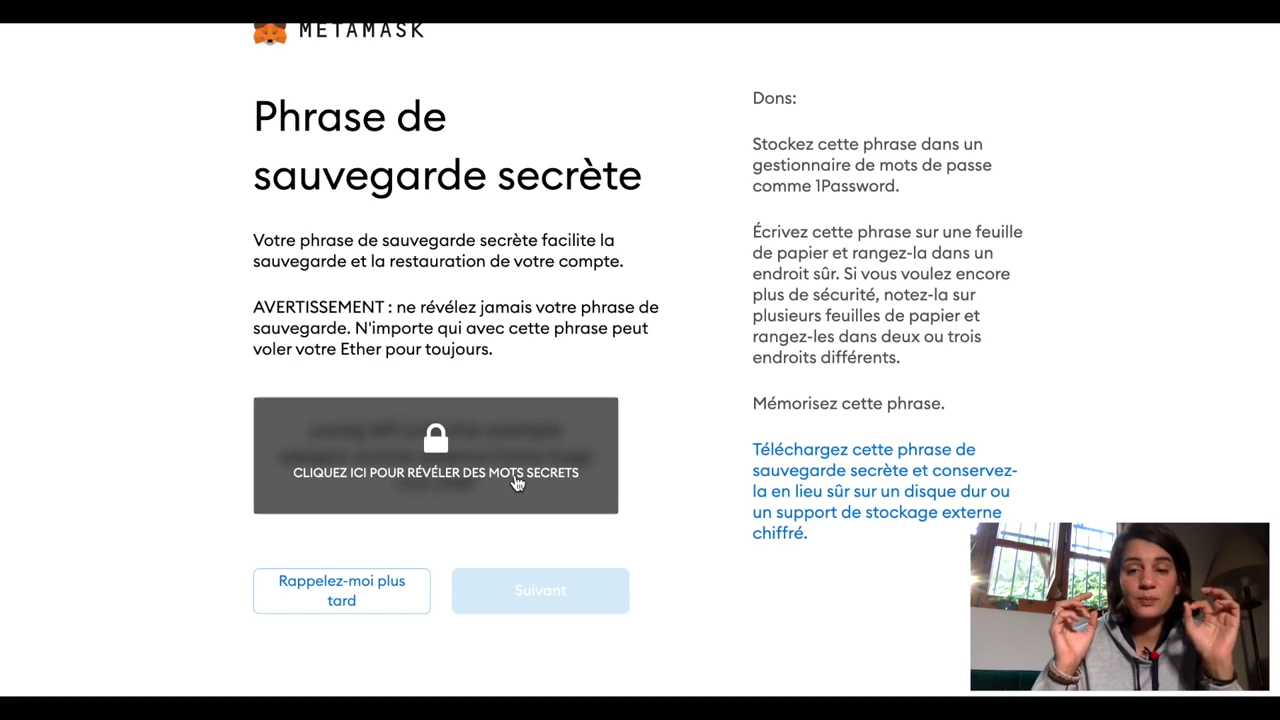 METAMASK
Phrase de
sauvegarde secrète
Votre phrase de sauvegarde secrète facilite la
sauvegarde et la restauration de votre compte.
AVERTISSEMENT : ne révélez jamais votre phrase de
sauvegarde. N'importe qui avec cette phrase peut
voler votre Ether pour toujours.
CLIQUEZ ICI POUR RÉVÉLER DES MOTS SECRETS
Rappelez-moi plus
tard
Suivant
Dons:
Stockez cette phrase dans un
gestionnaire de mots de passe
comme 1Password.
Écrivez cette phrase sur une feuille
de papier et rangez-la dans un
endroit sûr. Si vous voulez encore
plus de sécurité, notez-la sur
plusieurs feuilles de papier et
rangez-les dans deux ou trois
endroits différents.
Mémorisez cette phrase.
Téléchargez cette phrase de
sauvegarde secrète et conservez-
la en lieu sûr sur un disque dur ou
un support de stockage externe
chiffré.